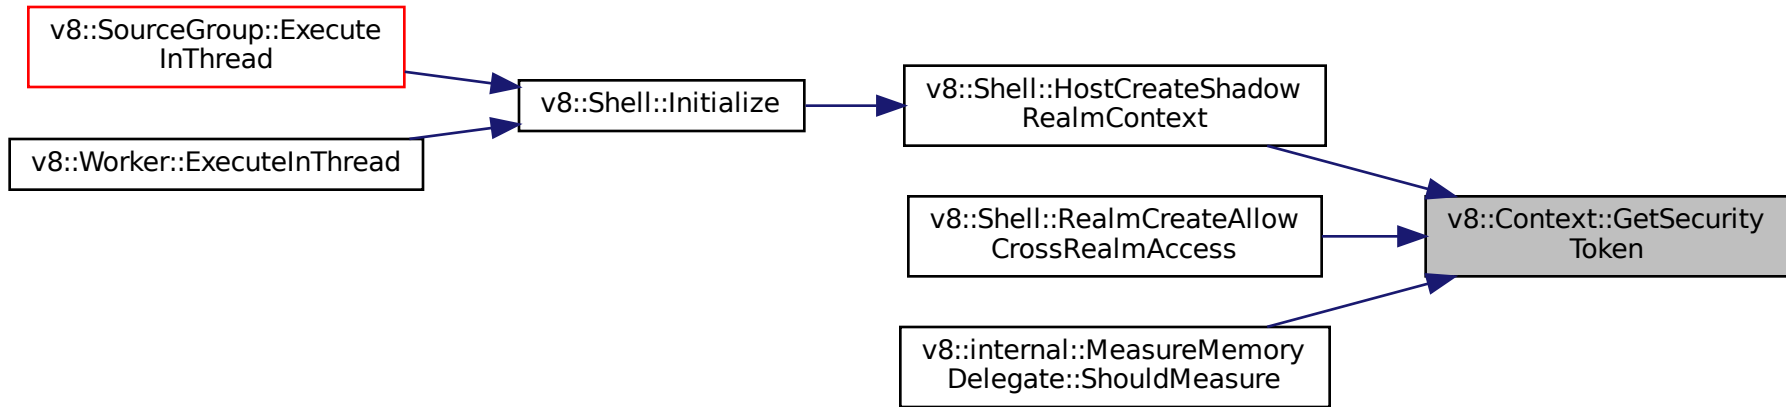 v8::SourceGroup::Execute
InThread
v8::Worker::ExecuteInThread
v8::Shell::Initialize
v8::Shell::HostCreateShadow
RealmContext
v8::Shell::RealmCreateAllow
CrossRealmAccess
v8::internal::MeasureMemory
Delegate::ShouldMeasure
v8::Context::GetSecurity
Token